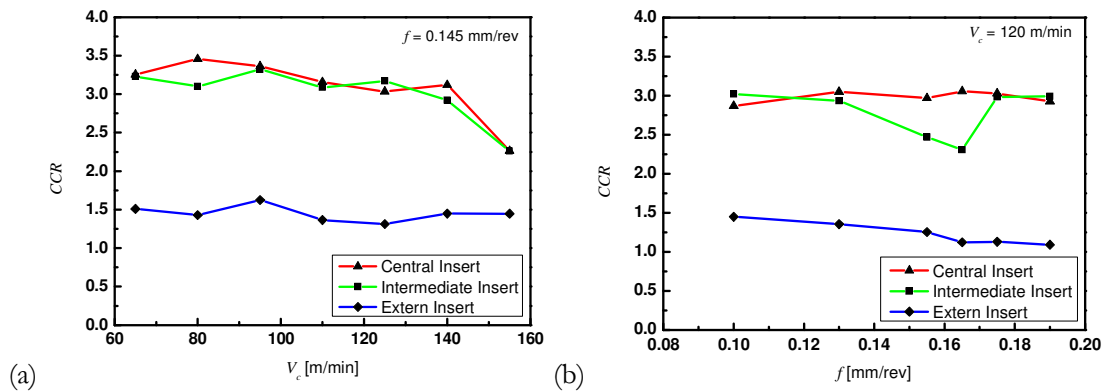 4.0
3.5
3.0
2.5
2.0
1.5
1.0
0.5
0.0
CCR
f = 0.145 mm/rev
Central Insert
Intermediate Insert
Extern Insert
60 80 100 120 140 160
V_c [m/min]
(a)
4.0
3.5
3.0
2.5
2.0
1.5
1.0
0.5
0.0
CCR
V_c = 120 m/min
Central Insert
Intermediate Insert
Extern Insert
0.08 0.10 0.12 0.14 0.16 0.18 0.20
f [mm/rev]
(b)